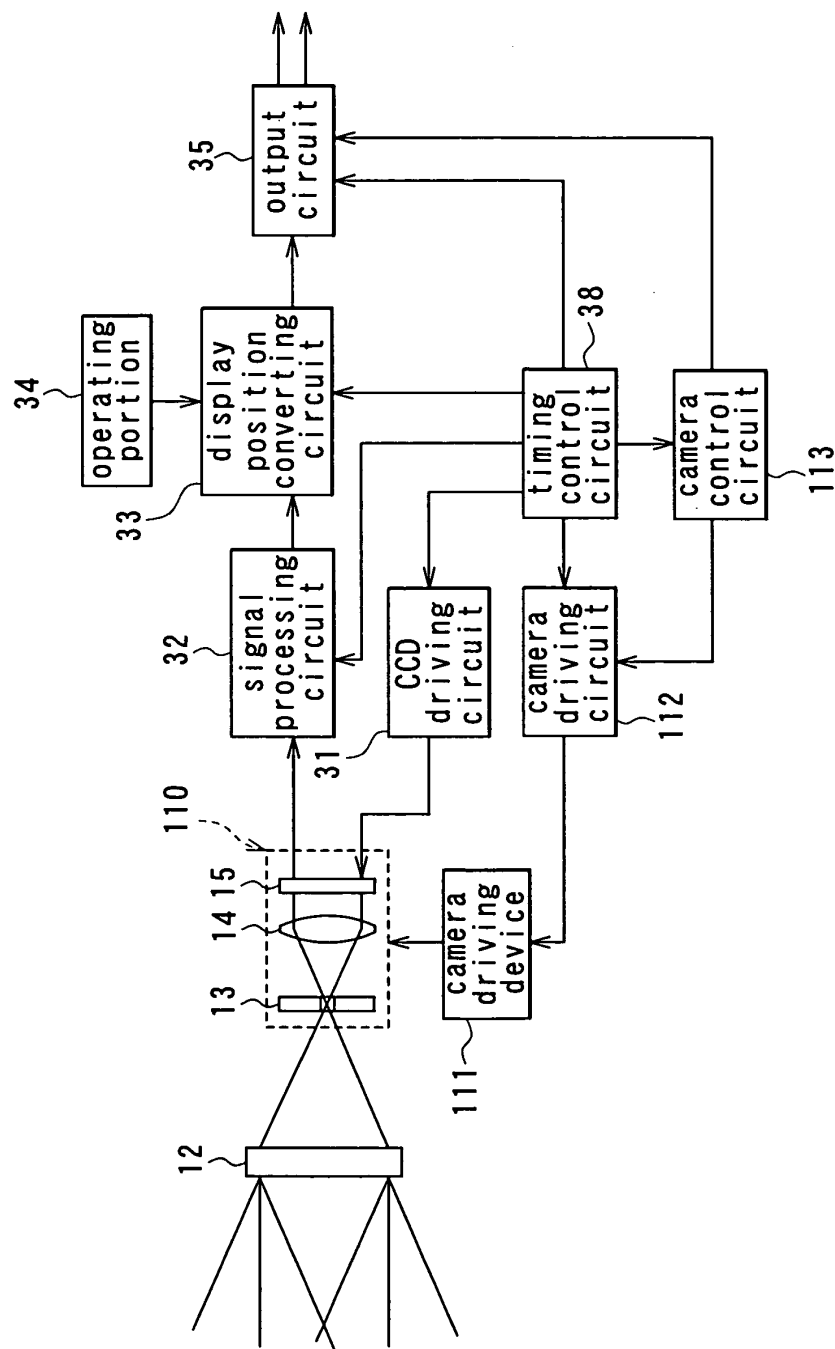 12
13
14
15
110
111
camera
driving
device
32
signal
processing
circuit
31
CCD
driving
circuit
camera
driving
circuit
112
34
operating
portion
33
display
position
converting
circuit
38
timing
control
circuit
camera
control
circuit
113
35
output
circuit